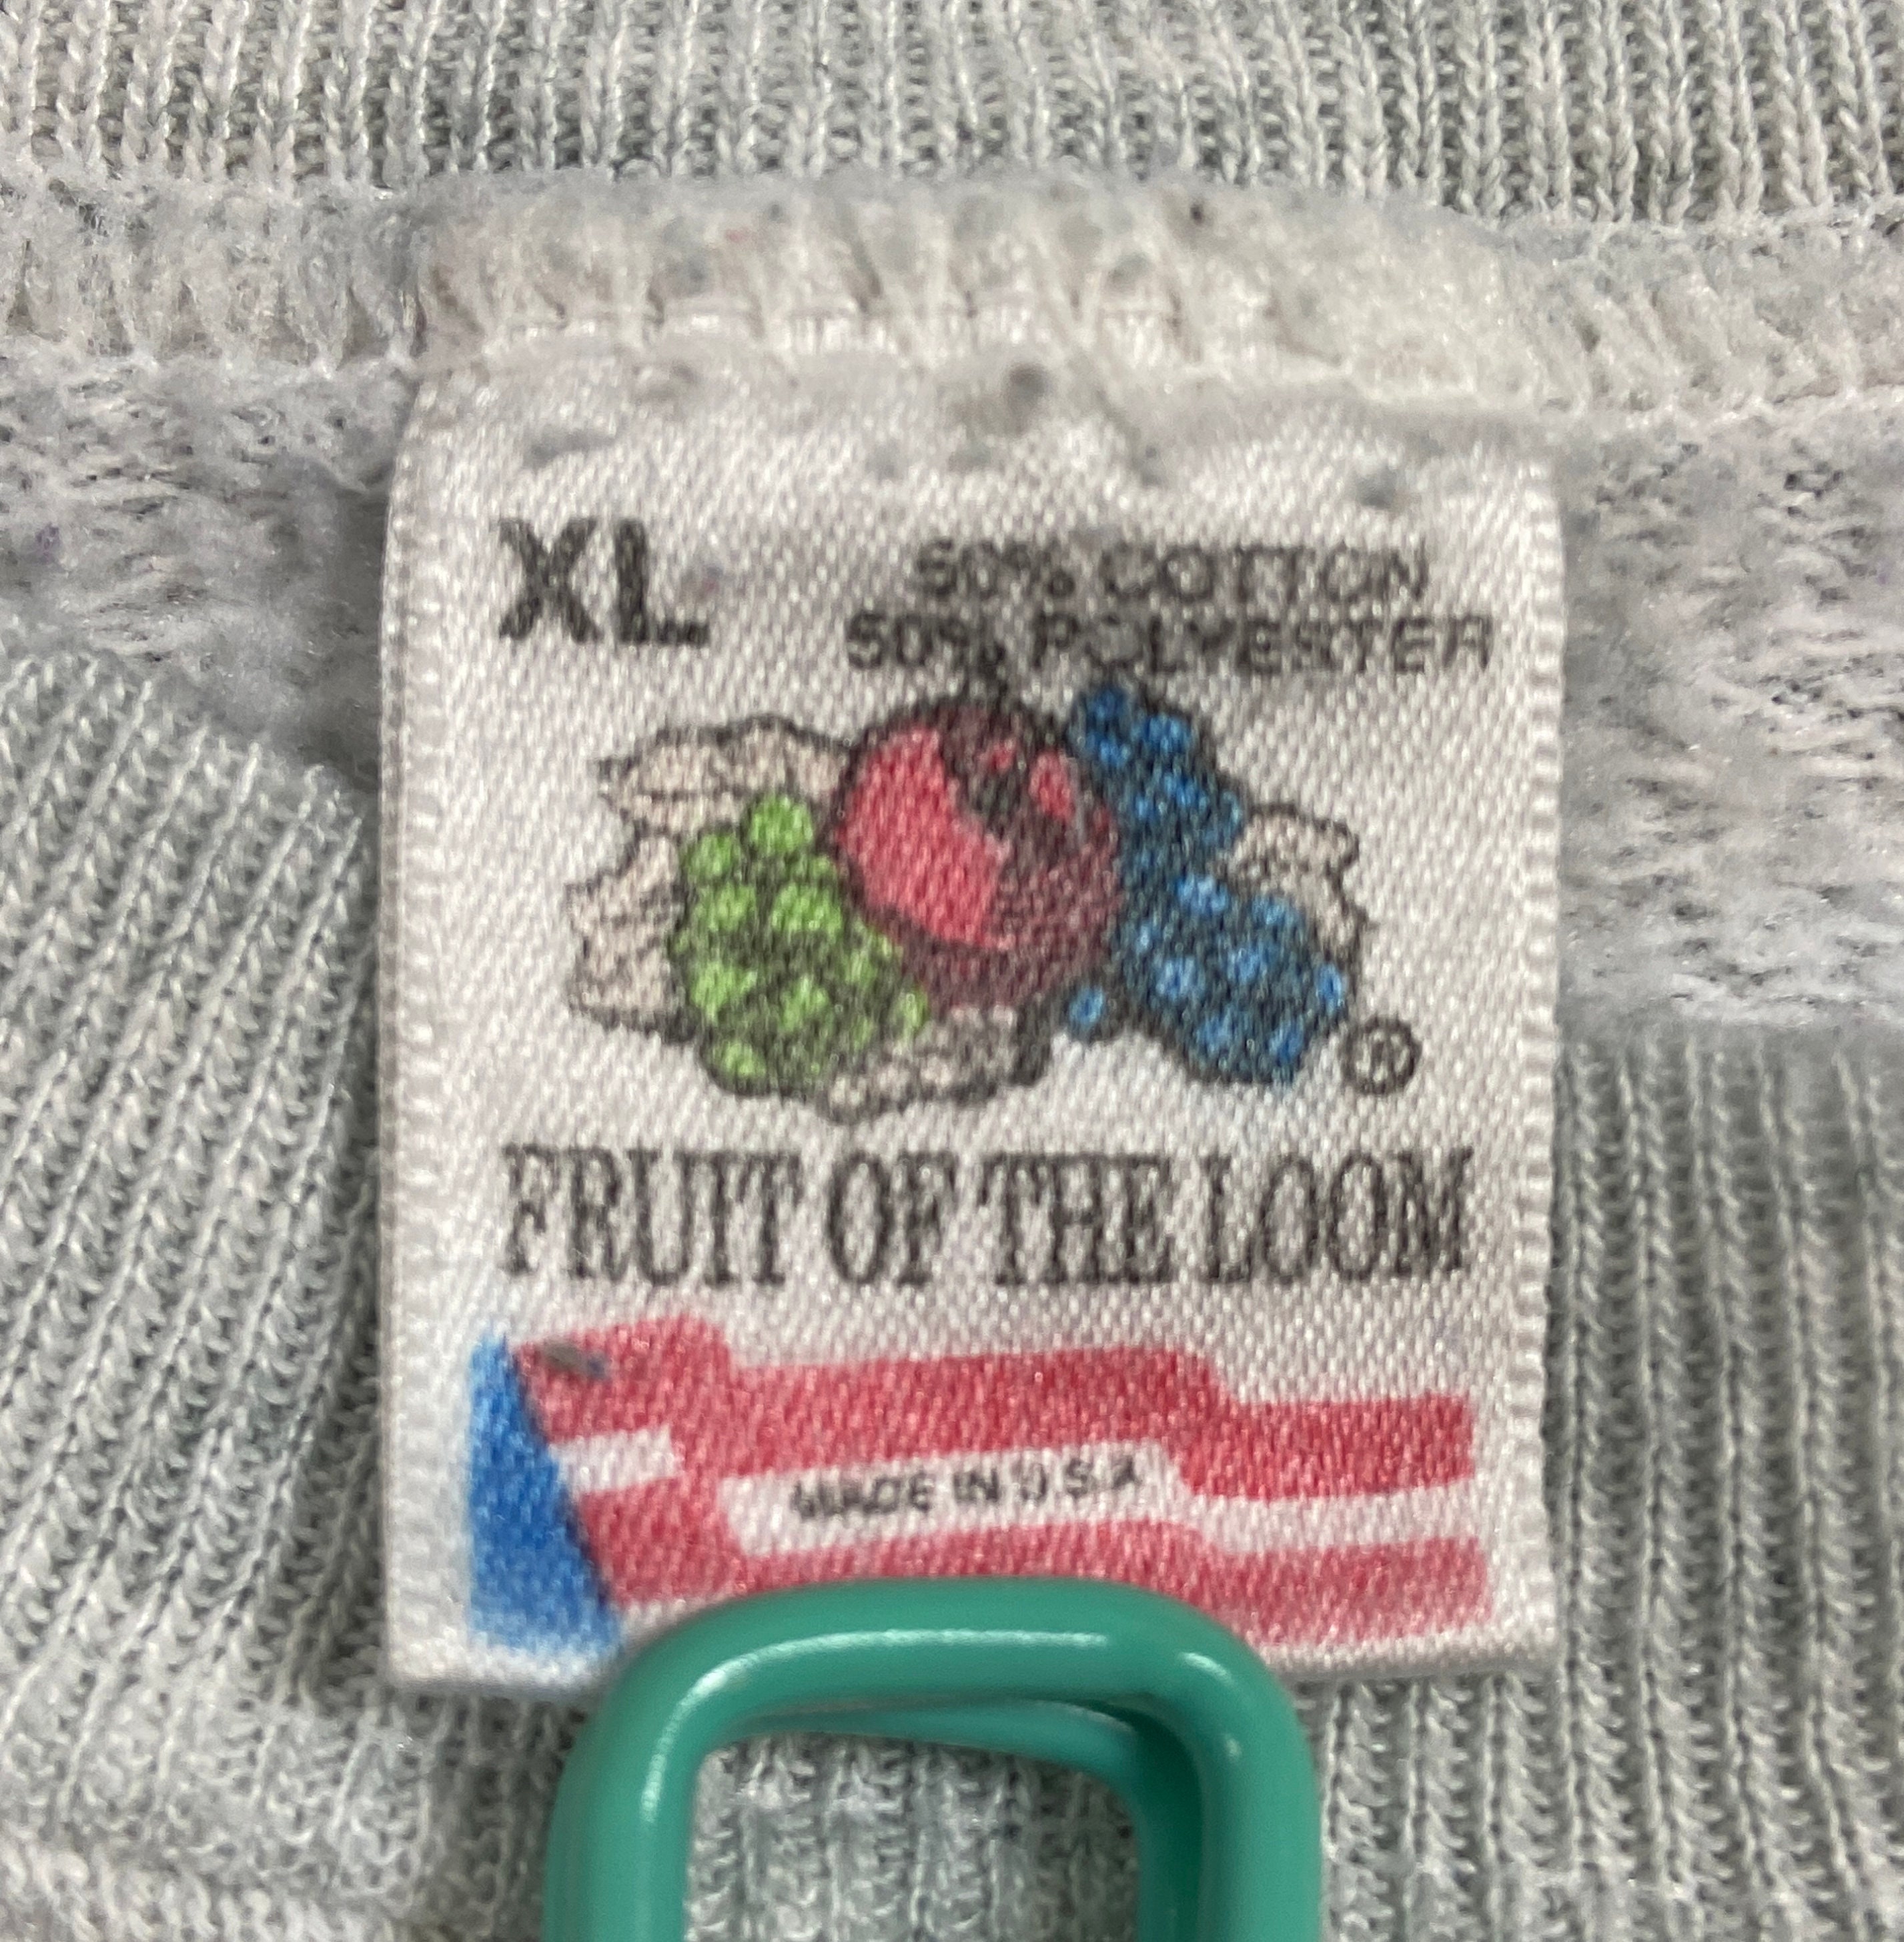 XL
50% COTTON
50% POLYESTER
®
FRUIT OF THE LOOM
MADE IN U.S.A